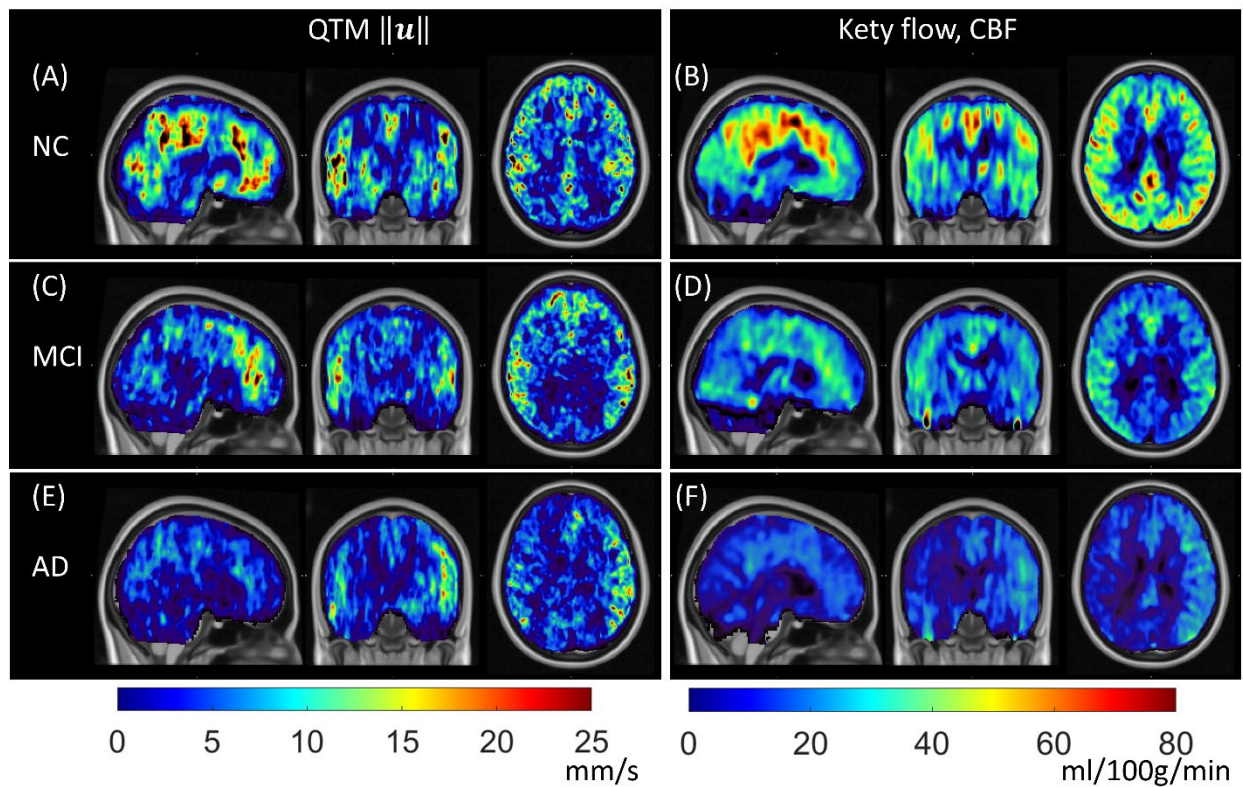 QTM ‖u‖
Kety flow, CBF
(A)
NC
(B)
(C)
MCI
(D)
(E)
AD
(F)
0 5 10 15 20 25
mm/s
0 20 40 60 80
ml/100g/min